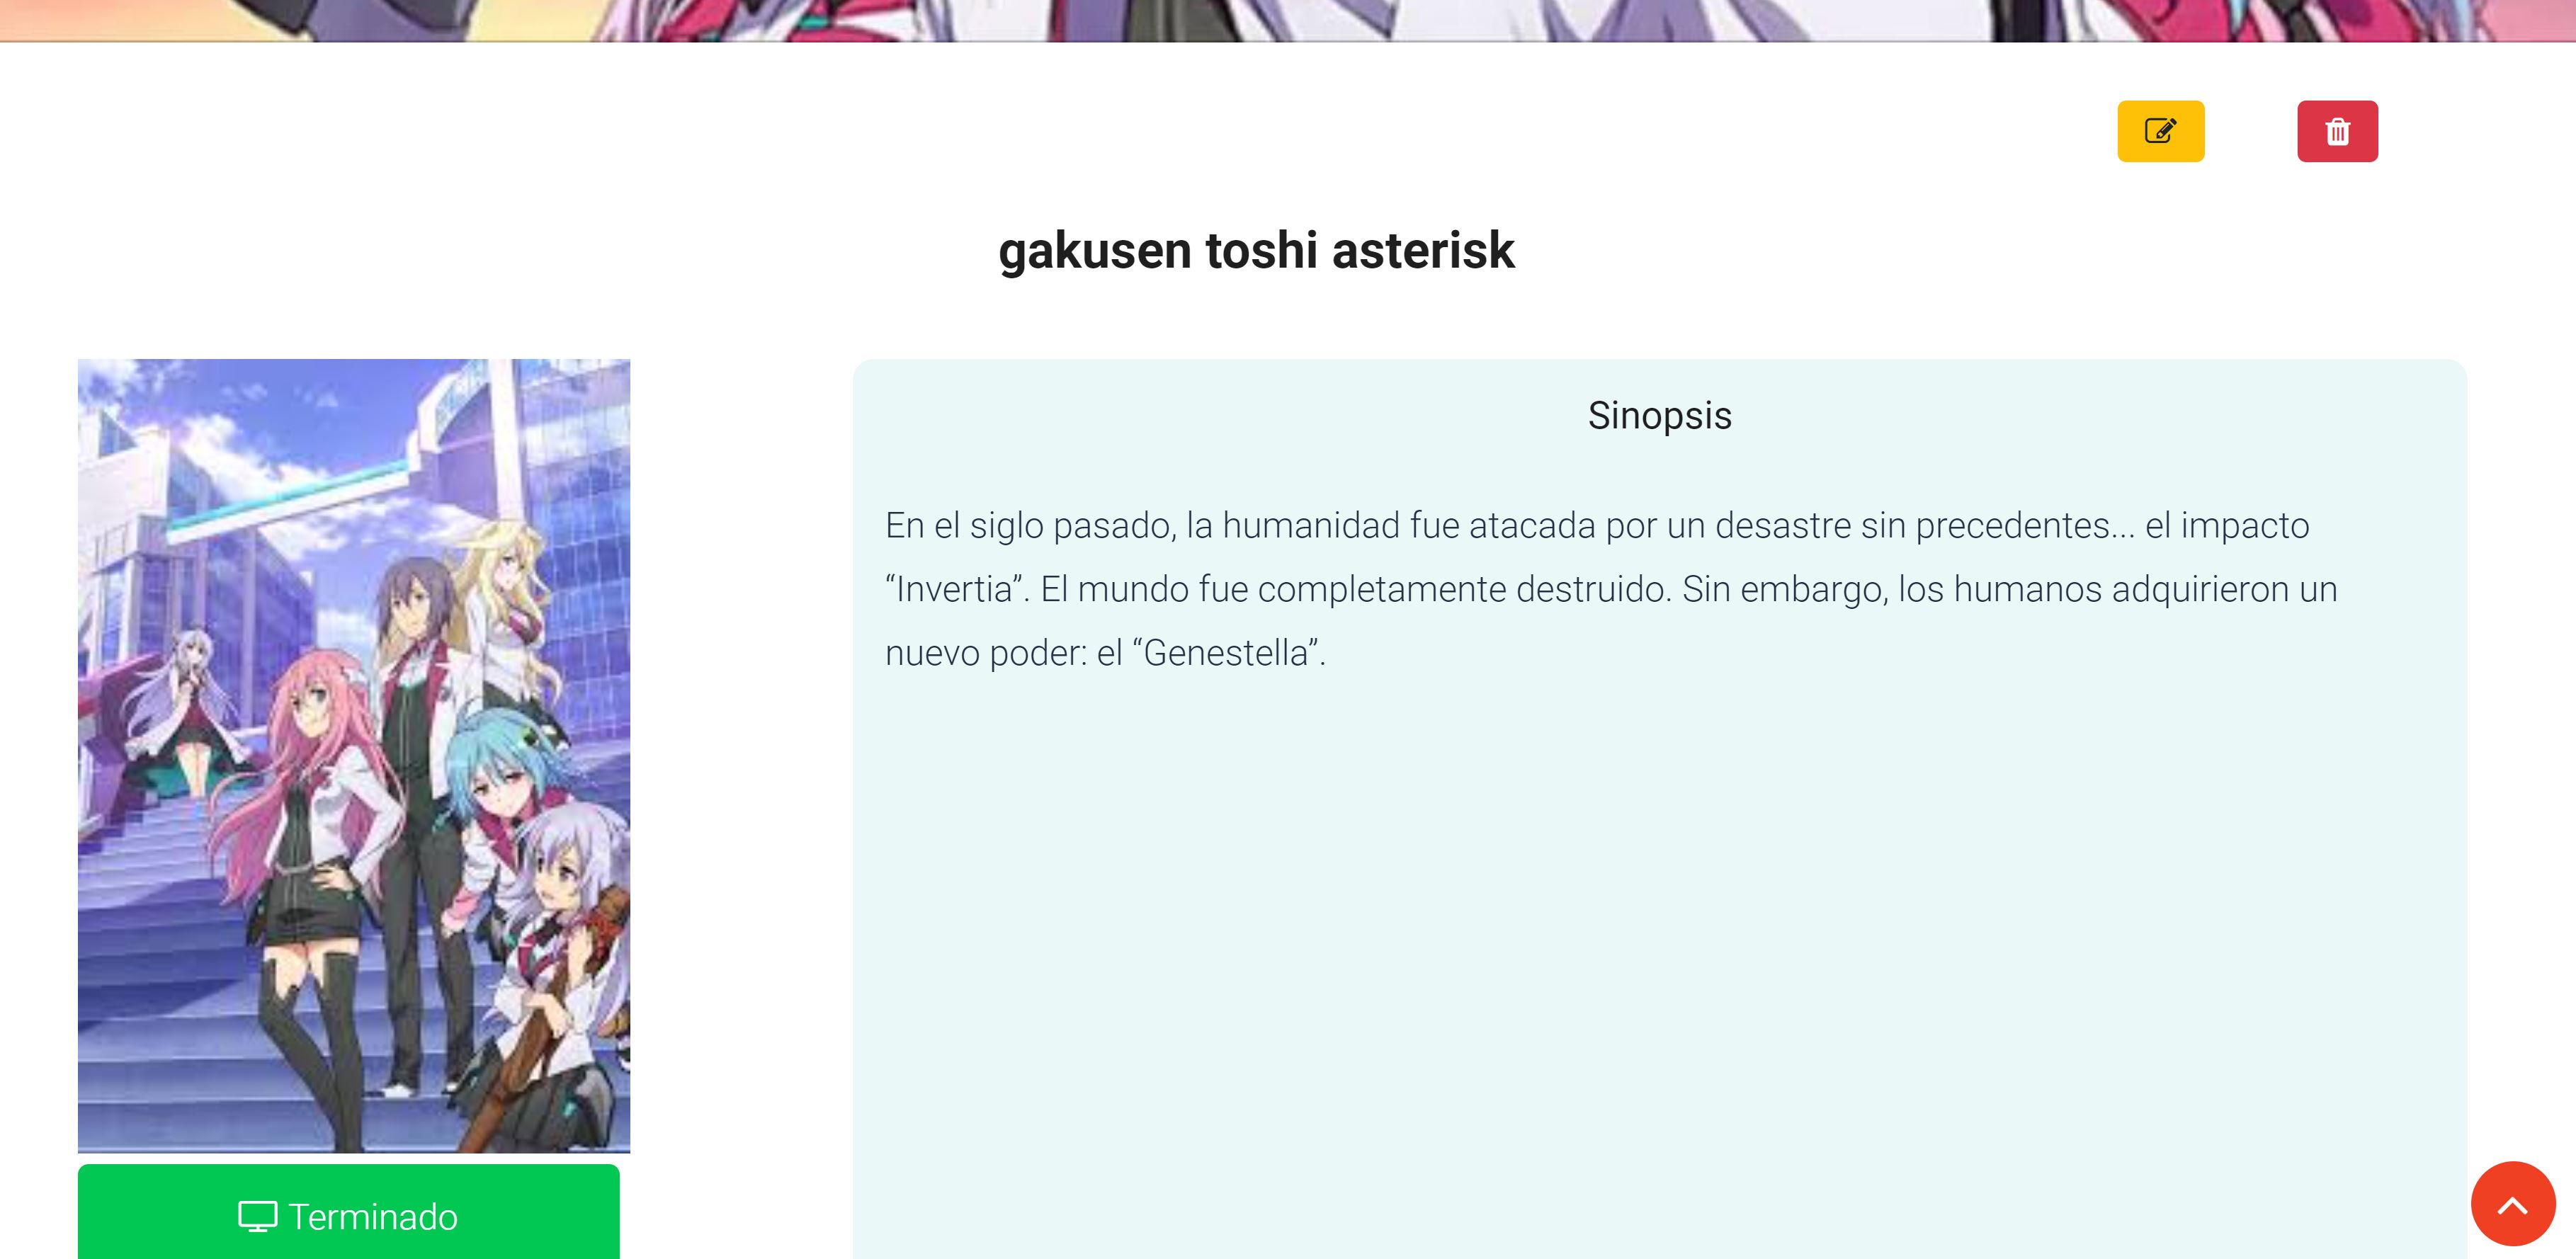 gakusen toshi asterisk
Sinopsis
En el siglo pasado, la humanidad fue atacada por un desastre sin precedentes... el impacto
“Invertia”. El mundo fue completamente destruido. Sin embargo, los humanos adquirieron un
nuevo poder: el “Genestella”.
Terminado